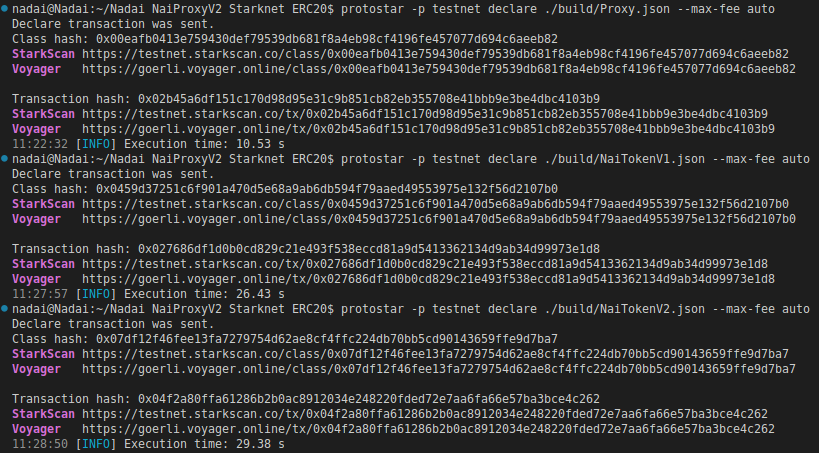 nadai@Nadai:~/Nadai NaiProxyV2 Starknet ERC20$ protostar -p testnet declare ./build/Proxy.json --max-fee auto
Declare transaction was sent.
Class hash: 0x00eafb0413e759430def79539db681f8a4eb98cf4196fe457077d694c6aeeb82
StarkScan https://testnet.starkscan.co/class/0x00eafb0413e759430def79539db681f8a4eb98cf4196fe457077d694c6aeeb82
Voyager   https://goerli.voyager.online/class/0x00eafb0413e759430def79539db681f8a4eb98cf4196fe457077d694c6aeeb82

Transaction hash: 0x02b45a6df151c170d98d95e31c9b851cb82eb355708e41bbb9e3be4dbc4103b9
StarkScan https://testnet.starkscan.co/tx/0x02b45a6df151c170d98d95e31c9b851cb82eb355708e41bbb9e3be4dbc4103b9
Voyager   https://goerli.voyager.online/tx/0x02b45a6df151c170d98d95e31c9b851cb82eb355708e41bbb9e3be4dbc4103b9
11:22:32 [INFO] Execution time: 10.53 s
nadai@Nadai:~/Nadai NaiProxyV2 Starknet ERC20$ protostar -p testnet declare ./build/NaiTokenV1.json --max-fee auto
Declare transaction was sent.
Class hash: 0x0459d37251c6f901a470d5e68a9ab6db594f79aaed49553975e132f56d2107b0
StarkScan https://testnet.starkscan.co/class/0x0459d37251c6f901a470d5e68a9ab6db594f79aaed49553975e132f56d2107b0
Voyager   https://goerli.voyager.online/class/0x0459d37251c6f901a470d5e68a9ab6db594f79aaed49553975e132f56d2107b0

Transaction hash: 0x027686df1d0b0cd829c21e493f538eccd81a9d5413362134d9ab34d99973e1d8
StarkScan https://testnet.starkscan.co/tx/0x027686df1d0b0cd829c21e493f538eccd81a9d5413362134d9ab34d99973e1d8
Voyager   https://goerli.voyager.online/tx/0x027686df1d0b0cd829c21e493f538eccd81a9d5413362134d9ab34d99973e1d8
11:27:57 [INFO] Execution time: 26.43 s
nadai@Nadai:~/Nadai NaiProxyV2 Starknet ERC20$ protostar -p testnet declare ./build/NaiTokenV2.json --max-fee auto
Declare transaction was sent.
Class hash: 0x07df12f46fee13fa7279754d62ae8cf4ffc224db70bb5cd90143659ffe9d7ba7
StarkScan https://testnet.starkscan.co/class/0x07df12f46fee13fa7279754d62ae8cf4ffc224db70bb5cd90143659ffe9d7ba7
Voyager   https://goerli.voyager.online/class/0x07df12f46fee13fa7279754d62ae8cf4ffc224db70bb5cd90143659ffe9d7ba7

Transaction hash: 0x04f2a80ffa61286b2b0ac8912034e248220fded72e7aa6fa66e57ba3bce4c262
StarkScan https://testnet.starkscan.co/tx/0x04f2a80ffa61286b2b0ac8912034e248220fded72e7aa6fa66e57ba3bce4c262
Voyager   https://goerli.voyager.online/tx/0x04f2a80ffa61286b2b0ac8912034e248220fded72e7aa6fa66e57ba3bce4c262
11:28:50 [INFO] Execution time: 29.38 s